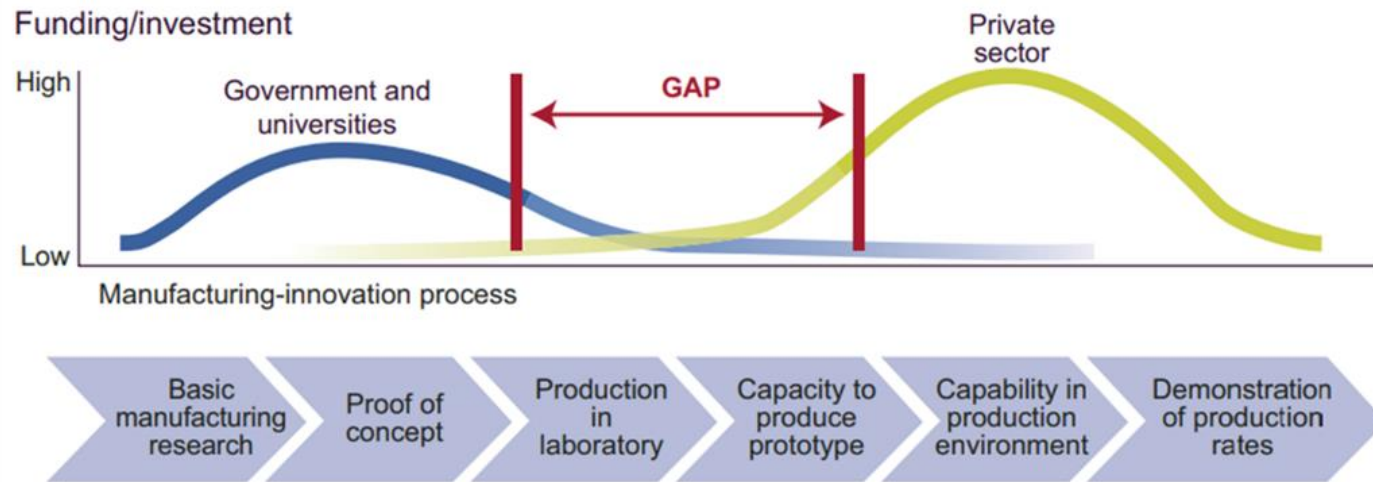 Funding/investment
Private
sector
High
GAP
Government and
universities
Low
Manufacturing-innovation process
Basic
manufacturing
research
Proof of
concept
Production
in
laboratory
Capacity to
produce
prototype
Capability in
production
environment
Demonstration
of production
rates